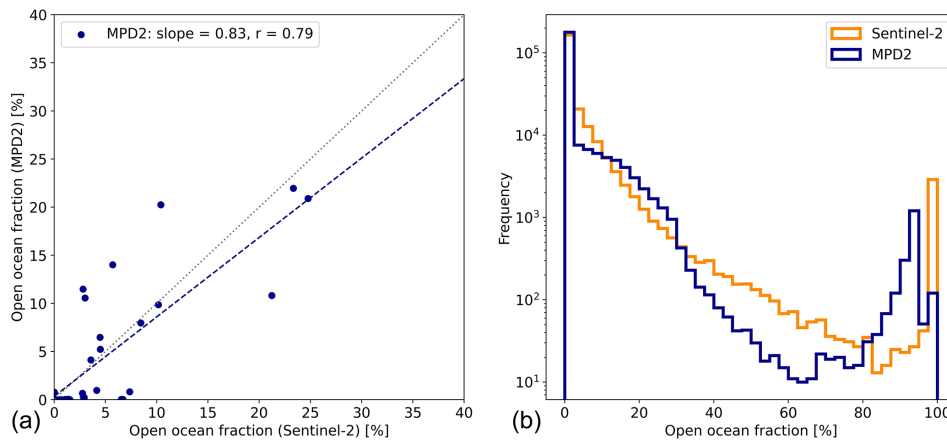 40
35
30
25
20
15
10
5
0
Open ocean fraction (MPD2) [%]
MPD2: slope = 0.83, r = 0.79
0 5 10 15 20 25 30 35 40
Open ocean fraction (Sentinel-2) [%]
(a)
10⁵
10⁴
10³
10²
10¹
Frequency
Sentinel-2
MPD2
0 20 40 60 80 100
Open ocean fraction [%]
(b)